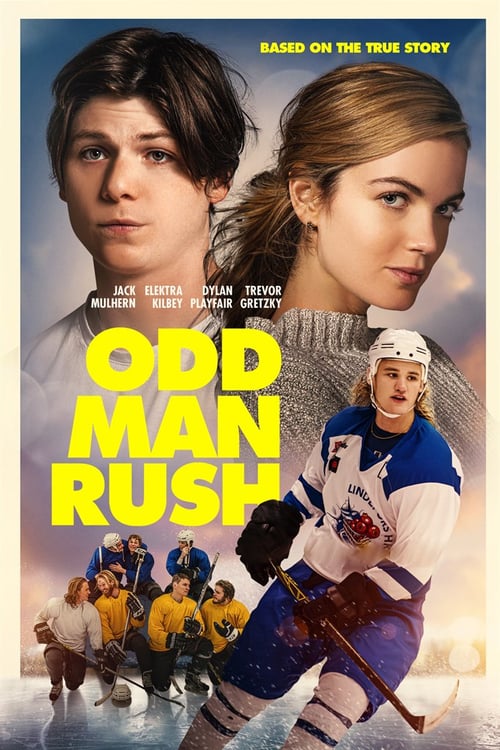 BASED ON THE TRUE STORY
JACK ELEKTRA DYLAN TREVOR
MULHERN KILBEY PLAYFAIR GRETZKY
ODD
MAN
RUSH